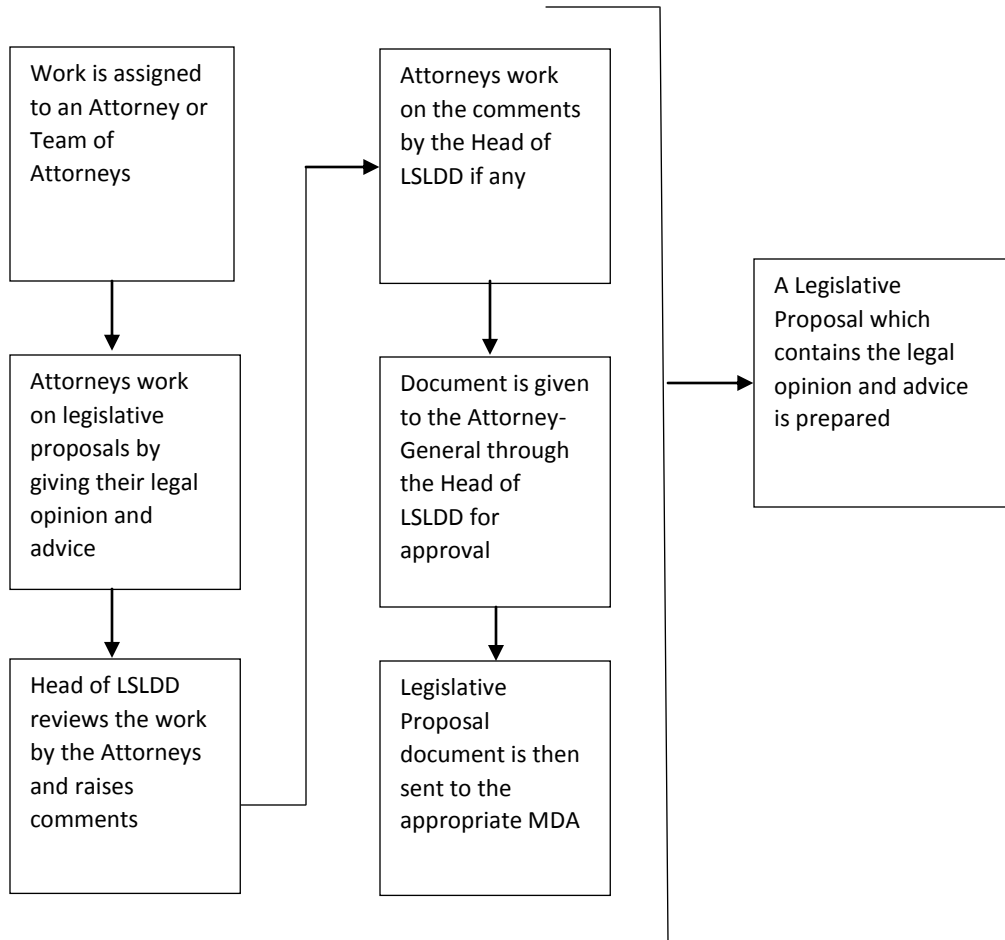 Work is assigned
to an Attorney or
Team of
Attorneys
Attorneys work
on legislative
proposals by
giving their legal
opinion and
advice
Head of LSLDD
reviews the work
by the Attorneys
and raises
comments
Attorneys work
on the comments
by the Head of
LSLDD if any
Document is given
to the Attorney-
General through
the Head of
LSLDD for
approval
Legislative
Proposal
document is then
sent to the
appropriate MDA
A Legislative
Proposal which
contains the legal
opinion and advice
is prepared